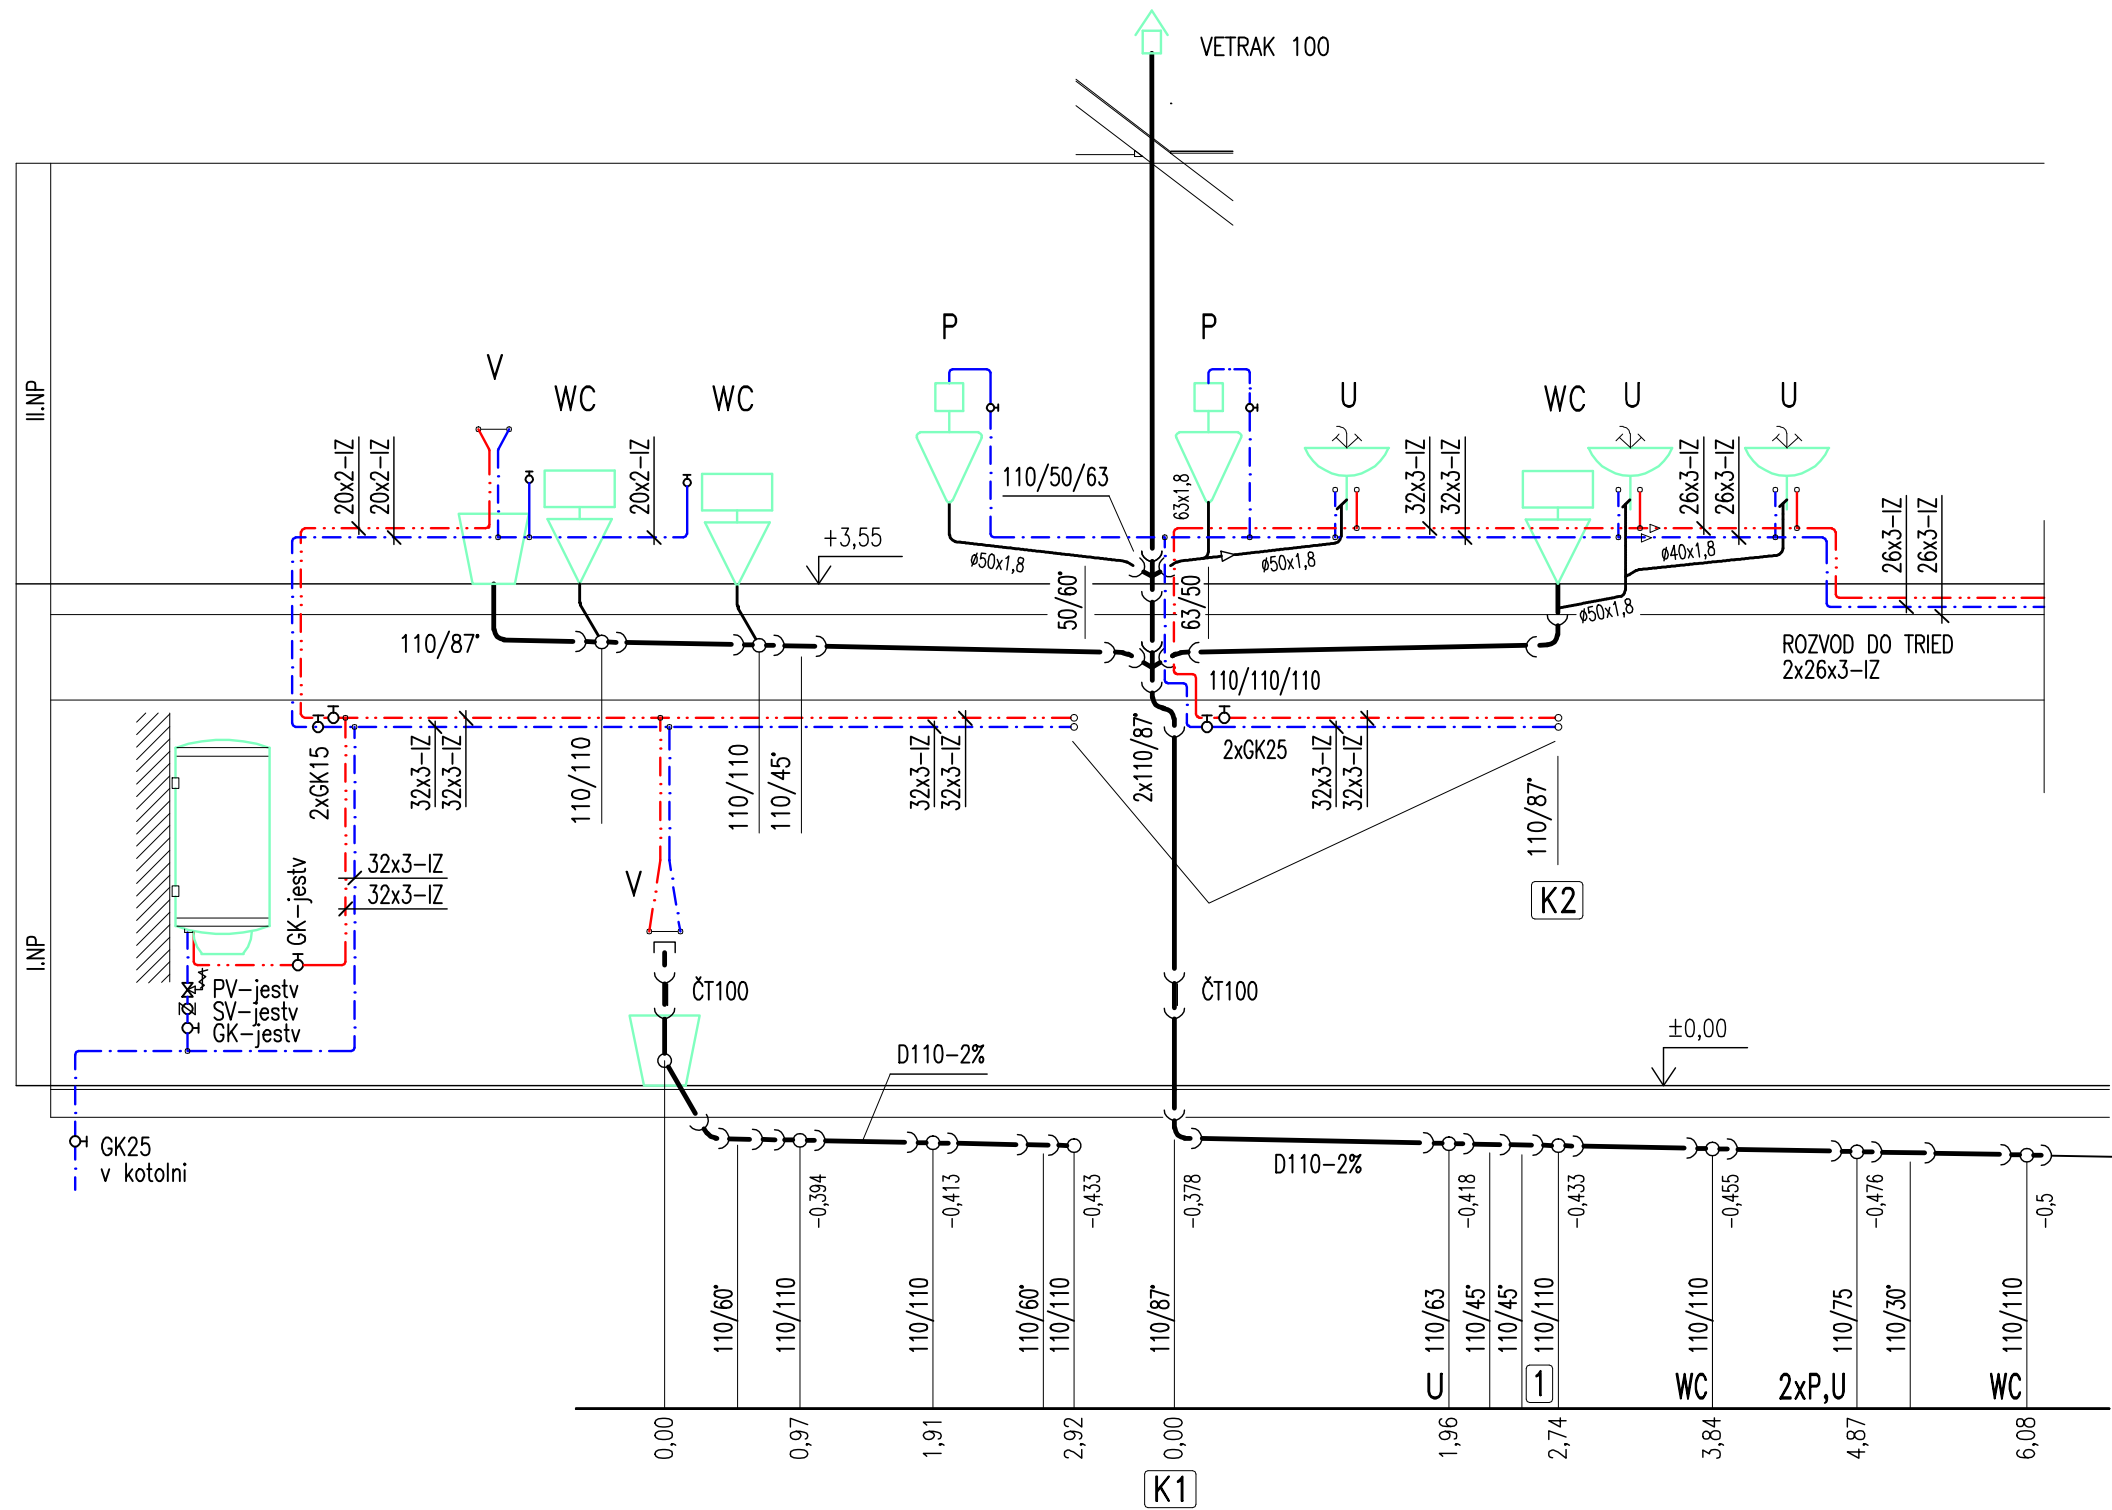 VETRAK 100
II.NP
I.NP
V
WC
WC
P
P
U
WC
U
U
20x2-IZ
20x2-IZ
20x2-IZ
110/50/63
63x1,8
32x3-IZ
32x3-IZ
26x3-IZ
26x3-IZ
26x3-IZ
26x3-IZ
+3,55
ø50x1,8
ø50x1,8
ø40x1,8
ø50x1,8
50/60°
63/50
110/87°
110/110/110
ROZVOD DO TRIED
2x26x3-IZ
2xGK15
32x3-IZ
32x3-IZ
110/110
110/110
110/45°
32x3-IZ
32x3-IZ
2x110/87°
2xGK25
32x3-IZ
32x3-IZ
110/87°
K2
32x3-IZ
32x3-IZ
GK-jestv
V
PV-jestv
SV-jestv
GK-jestv
ČT100
ČT100
±0,00
D110-2%
GK25
v kotolni
D110-2%
-0,394
-0,413
-0,433
-0,378
-0,418
-0,433
-0,455
-0,476
-0,5
110/60°
110/110
110/110
110/60°
110/110
110/87°
110/63
110/45°
110/45°
110/110
110/110
110/75
110/30°
110/110
U
1
WC
2xP,U
WC
0,00
0,97
1,91
2,92
0,00
1,96
2,74
3,84
4,87
6,08
K1